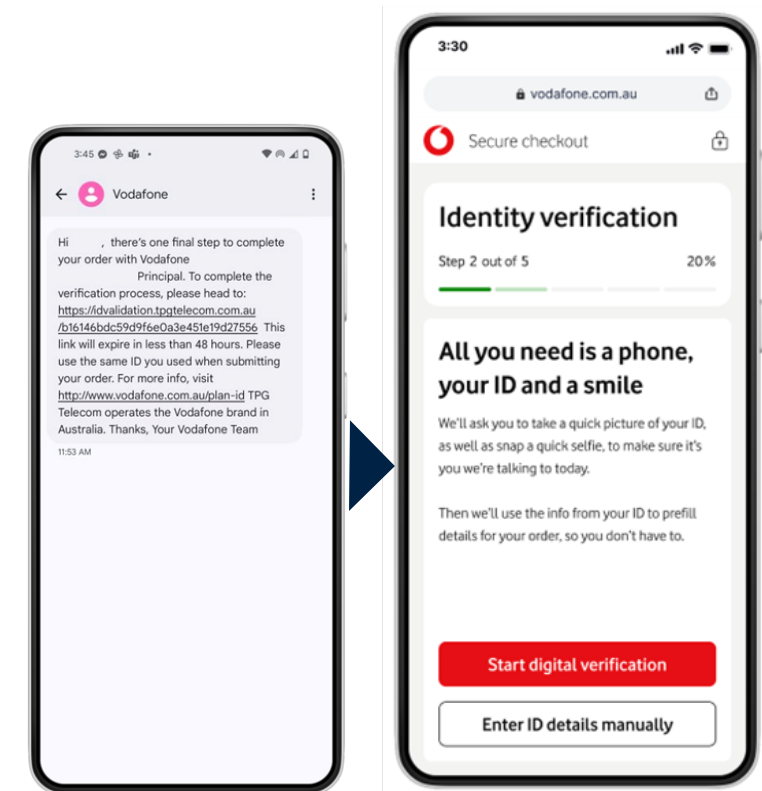 3:45
Vodafone
Hi , there's one final step to complete
your order with Vodafone
Principal. To complete the
verification process, please head to:
https://idvalidation.tpgtelecom.com.au
/b16146bdc59d9f6e0a3e451e19d27556 This
link will expire in less than 48 hours. Please
use the same ID you used when submitting
your order. For more info, visit
http://www.vodafone.com.au/plan-id TPG
Telecom operates the Vodafone brand in
Australia. Thanks, Your Vodafone Team
11:53 AM
3:30
vodafone.com.au
Secure checkout
Identity verification
Step 2 out of 5 20%
All you need is a phone,
your ID and a smile
We'll ask you to take a quick picture of your ID,
as well as snap a quick selfie, to make sure it's
you we're talking to today.
Then we'll use the info from your ID to prefill
details for your order, so you don't have to.
Start digital verification
Enter ID details manually